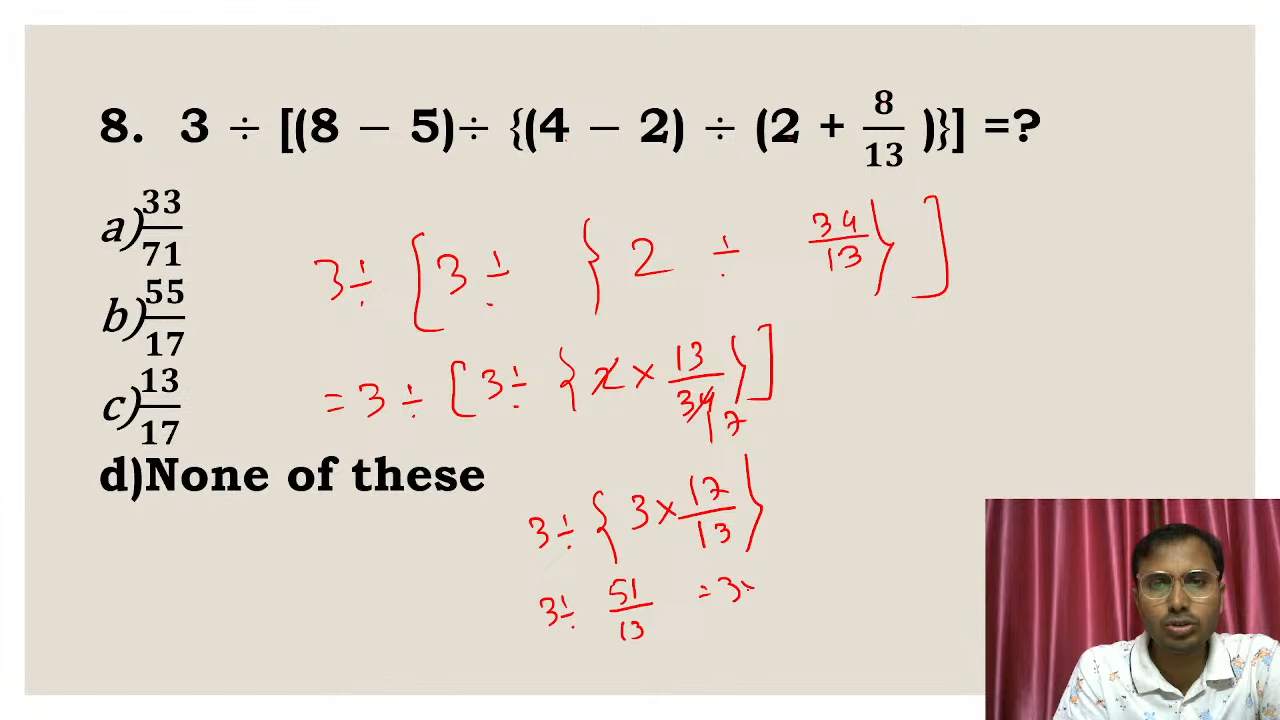 8. 3 ÷ [(8 − 5)÷ {(4 − 2) ÷ (2 + 8/13 )}] =?
a) 33/71
b) 55/17
c) 13/17
d)None of these
3 ÷ [3 ÷ { 2 ÷ 34/13 } ]
= 3 ÷ [3 ÷ { 2 × 13/34 17 } ]
3 ÷ { 3 × 17/13 }
3 ÷ 51/13 = 3×